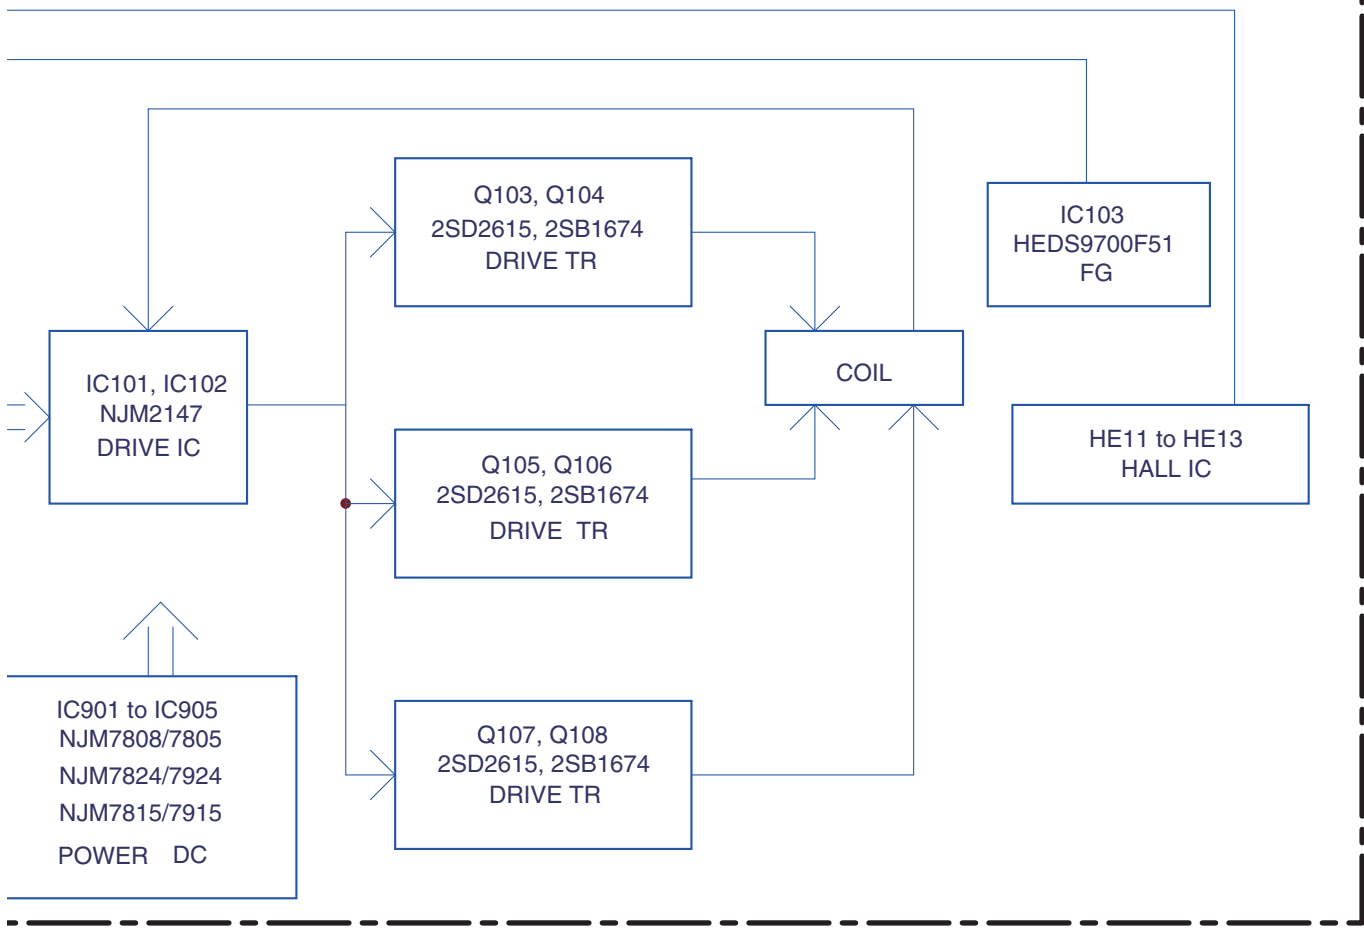 Q103, Q104
2SD2615, 2SB1674
DRIVE TR
IC103
HEDS9700F51
FG
IC101, IC102
NJM2147
DRIVE IC
COIL
Q105, Q106
2SD2615, 2SB1674
DRIVE TR
HE11 to HE13
HALL IC
IC901 to IC905
NJM7808/7805
NJM7824/7924
NJM7815/7915
POWER DC
Q107, Q108
2SD2615, 2SB1674
DRIVE TR